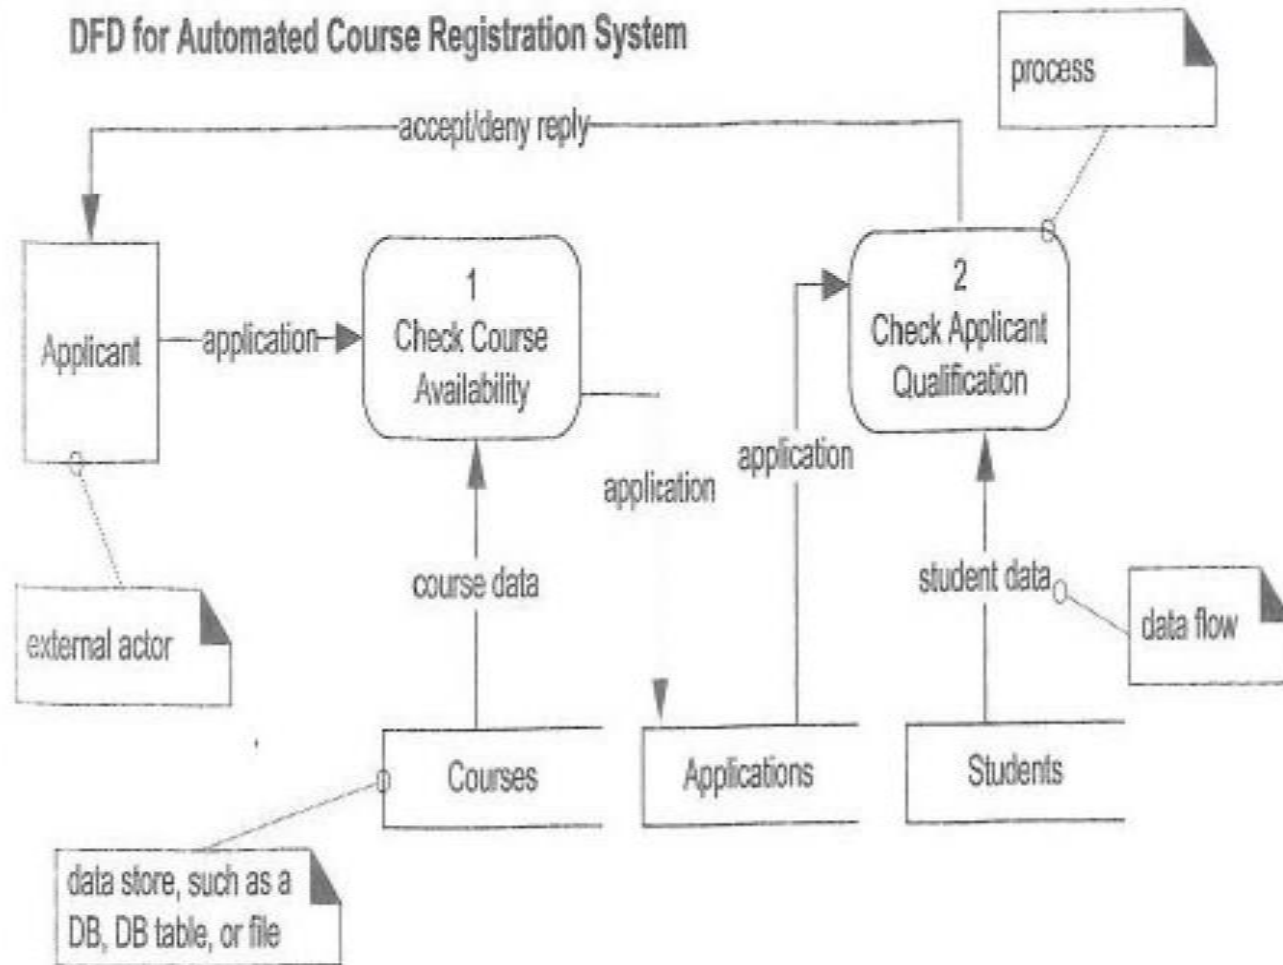 DFD for Automated Course Registration System
process
accept/deny reply
Applicant
application
1
Check Course
Availability
2
Check Applicant
Qualification
application
application
course data
student data
external actor
data flow
Courses
Applications
Students
data store, such as a
DB, DB table, or file